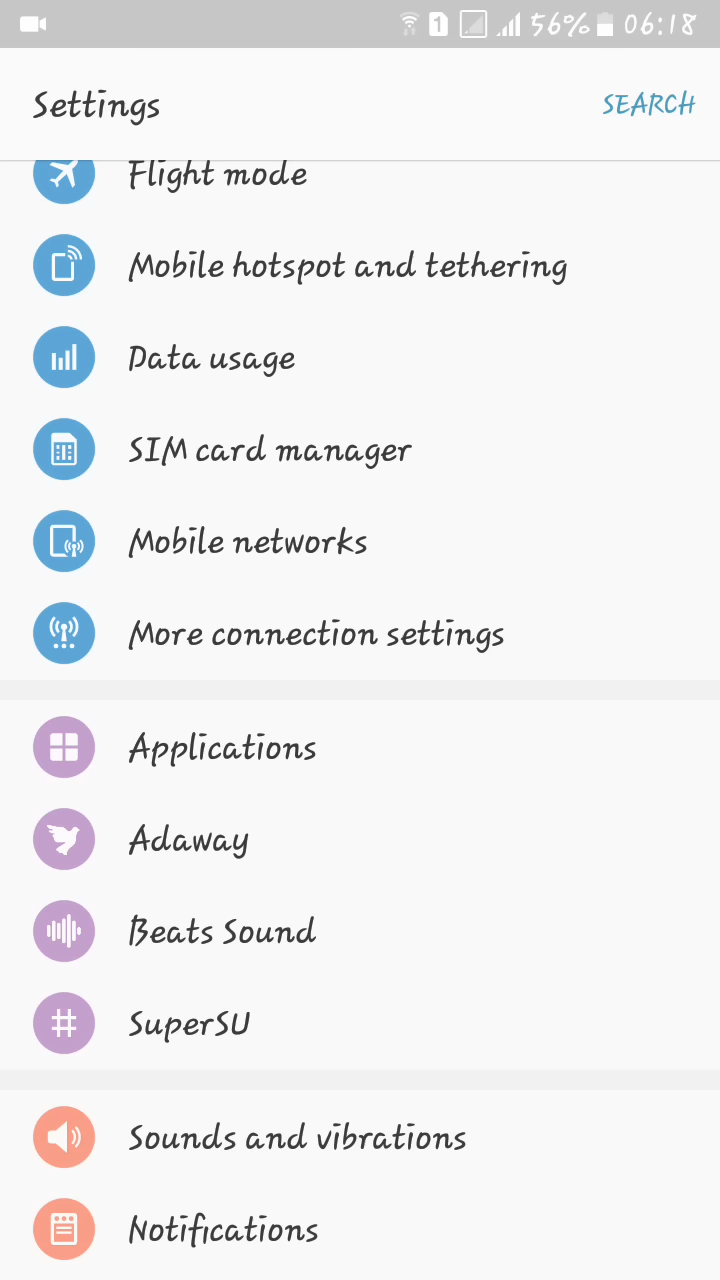 1 56% 06:18
Settings SEARCH
Flight mode
Mobile hotspot and tethering
Data usage
SIM card manager
Mobile networks
More connection settings
Applications
Adaway
Beats Sound
SuperSU
Sounds and vibrations
Notifications